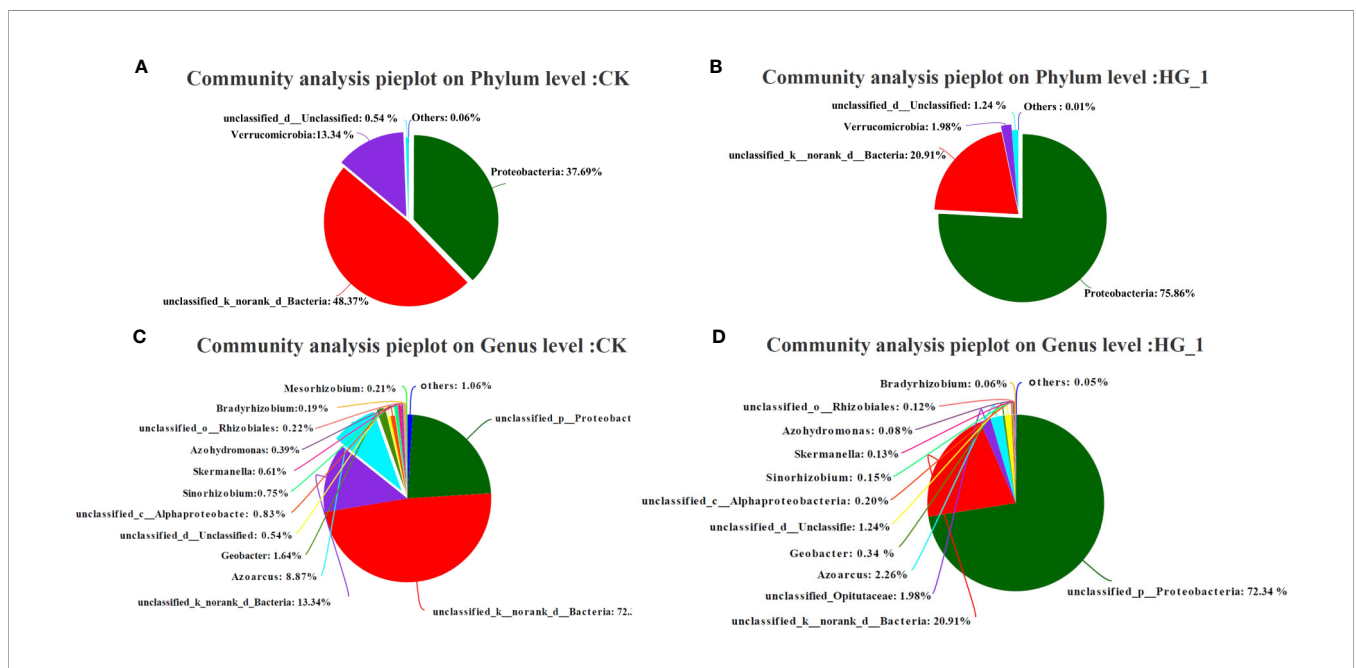 A
Community analysis pieplot on Phylum level :CK
unclassified_d__Unclassified: 0.54 %
Others: 0.06%
Verrucomicrobia:13.34 %
Proteobacteria: 37.69%
unclassified_k_norank_d_Bacteria: 48.37%
B
Community analysis pieplot on Phylum level :HG_1
unclassified_d__Unclassified: 1.24 %
Others : 0.01%
Verrucomicrobia: 1.98%
unclassified_k__norank_d__Bacteria: 20.91%
Proteobacteria: 75.86%
C
Community analysis pieplot on Genus level :CK
Mesorhizobium: 0.21%
Others: 1.06%
Bradyrhizobium:0.19%
unclassified_p__Proteobact
unclassified_o__Rhizobiales: 0.22%
Azohydromonas: 0.39%
Skermanella: 0.61%
Sinorhizobium: 0.75%
unclassified_c__Alphaproteobacte: 0.83%
unclassified_d__Unclassified: 0.54%
Geobacter: 1.64%
Azoarcus: 8.87%
unclassified_k_norank_d_Bacteria: 13.34%
unclassified_k__norank_d__Bacteria: 72.
D
Community analysis pieplot on Genus level :HG_1
Bradyrhizobium: 0.06%
Others: 0.05%
unclassified_o__Rhizobiales: 0.12%
Azohydromonas: 0.08%
Skermanella: 0.13%
Sinorhizobium: 0.15%
unclassified_c__Alphaproteobacteria: 0.20%
unclassified_d__Unclassifie: 1.24%
Geobacter: 0.34 %
Azoarcus: 2.26%
unclassified_Opitutaceae: 1.98%
unclassified_p__Proteobacteria: 72.34 %
unclassified_k__norank_d__Bacteria: 20.91%